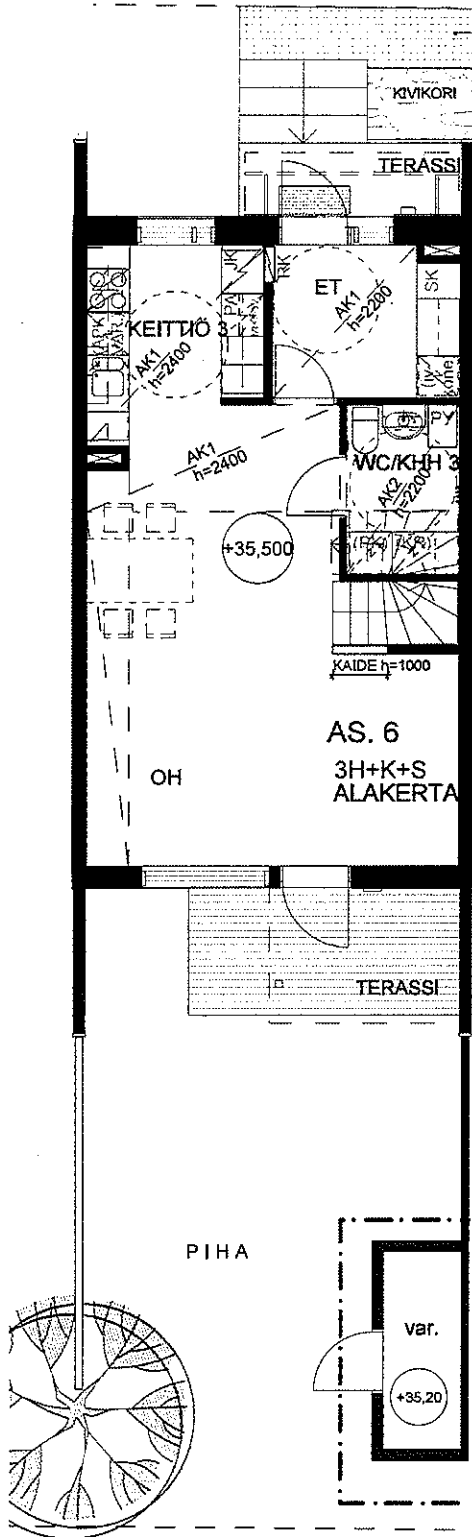 KIVIKORI
TERASSI
JK
RK
ET
SK
KEITTIÖ 3
AK1
h=2400
AK1
h=2200
kone
AK1
h=2400
PY
WC/KHH 3
AK2
h=2200
+35,500
KAIDE h=1000
AS. 6
3H+K+S
ALAKERTA
OH
TERASSI
PIHA
var.
+35,20